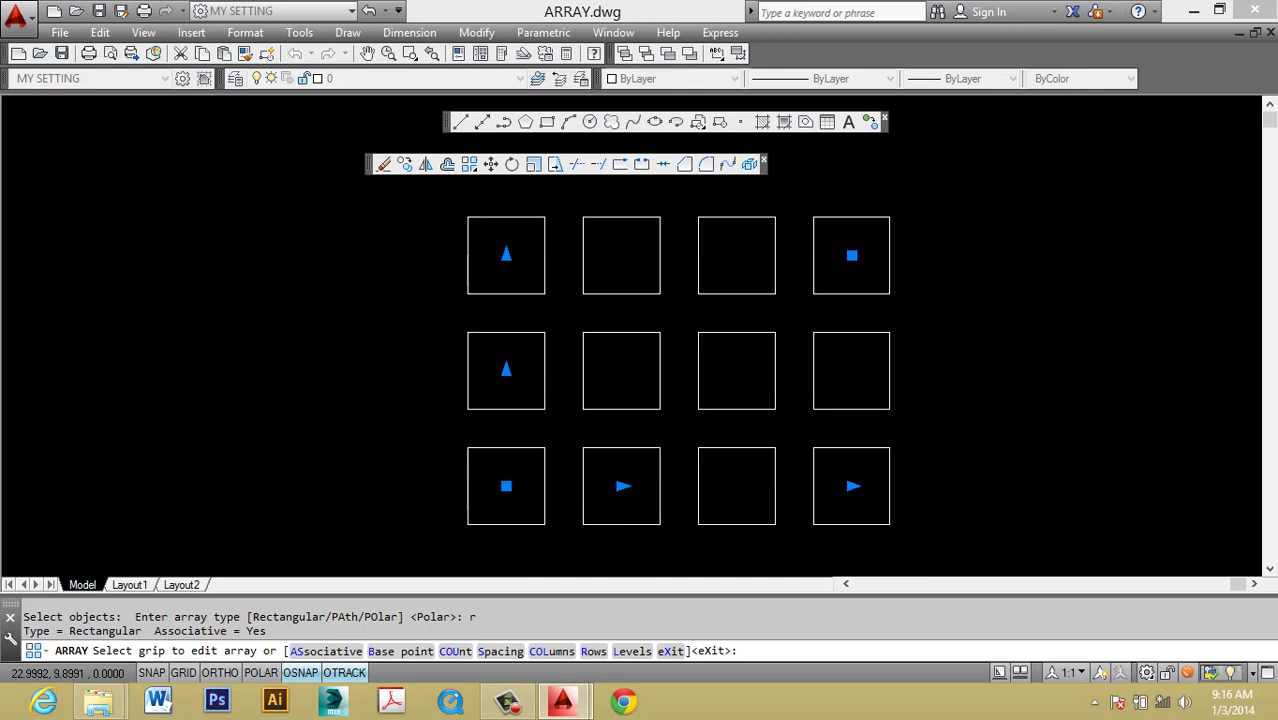 MY SETTING
ARRAY.dwg
Type a keyword or phrase
Sign In
File Edit View Insert Format Tools Draw Dimension Modify Parametric Window Help Express
MY SETTING
0
ByLayer
ByLayer
ByLayer
ByColor
A
Model Layout1 Layout2
Select objects: Enter array type [Rectangular/PAth/POlar] <Polar>: r
Type = Rectangular Associative = Yes
ARRAY Select grip to edit array or [ASsociative Base point COUnt Spacing COLumns Rows Levels eXit]<eXit>:
22.9992, 9.8991, 0.0000 SNAP GRID ORTHO POLAR OSNAP OTRACK 1:1
W Ps Ai
9:16 AM
1/3/2014